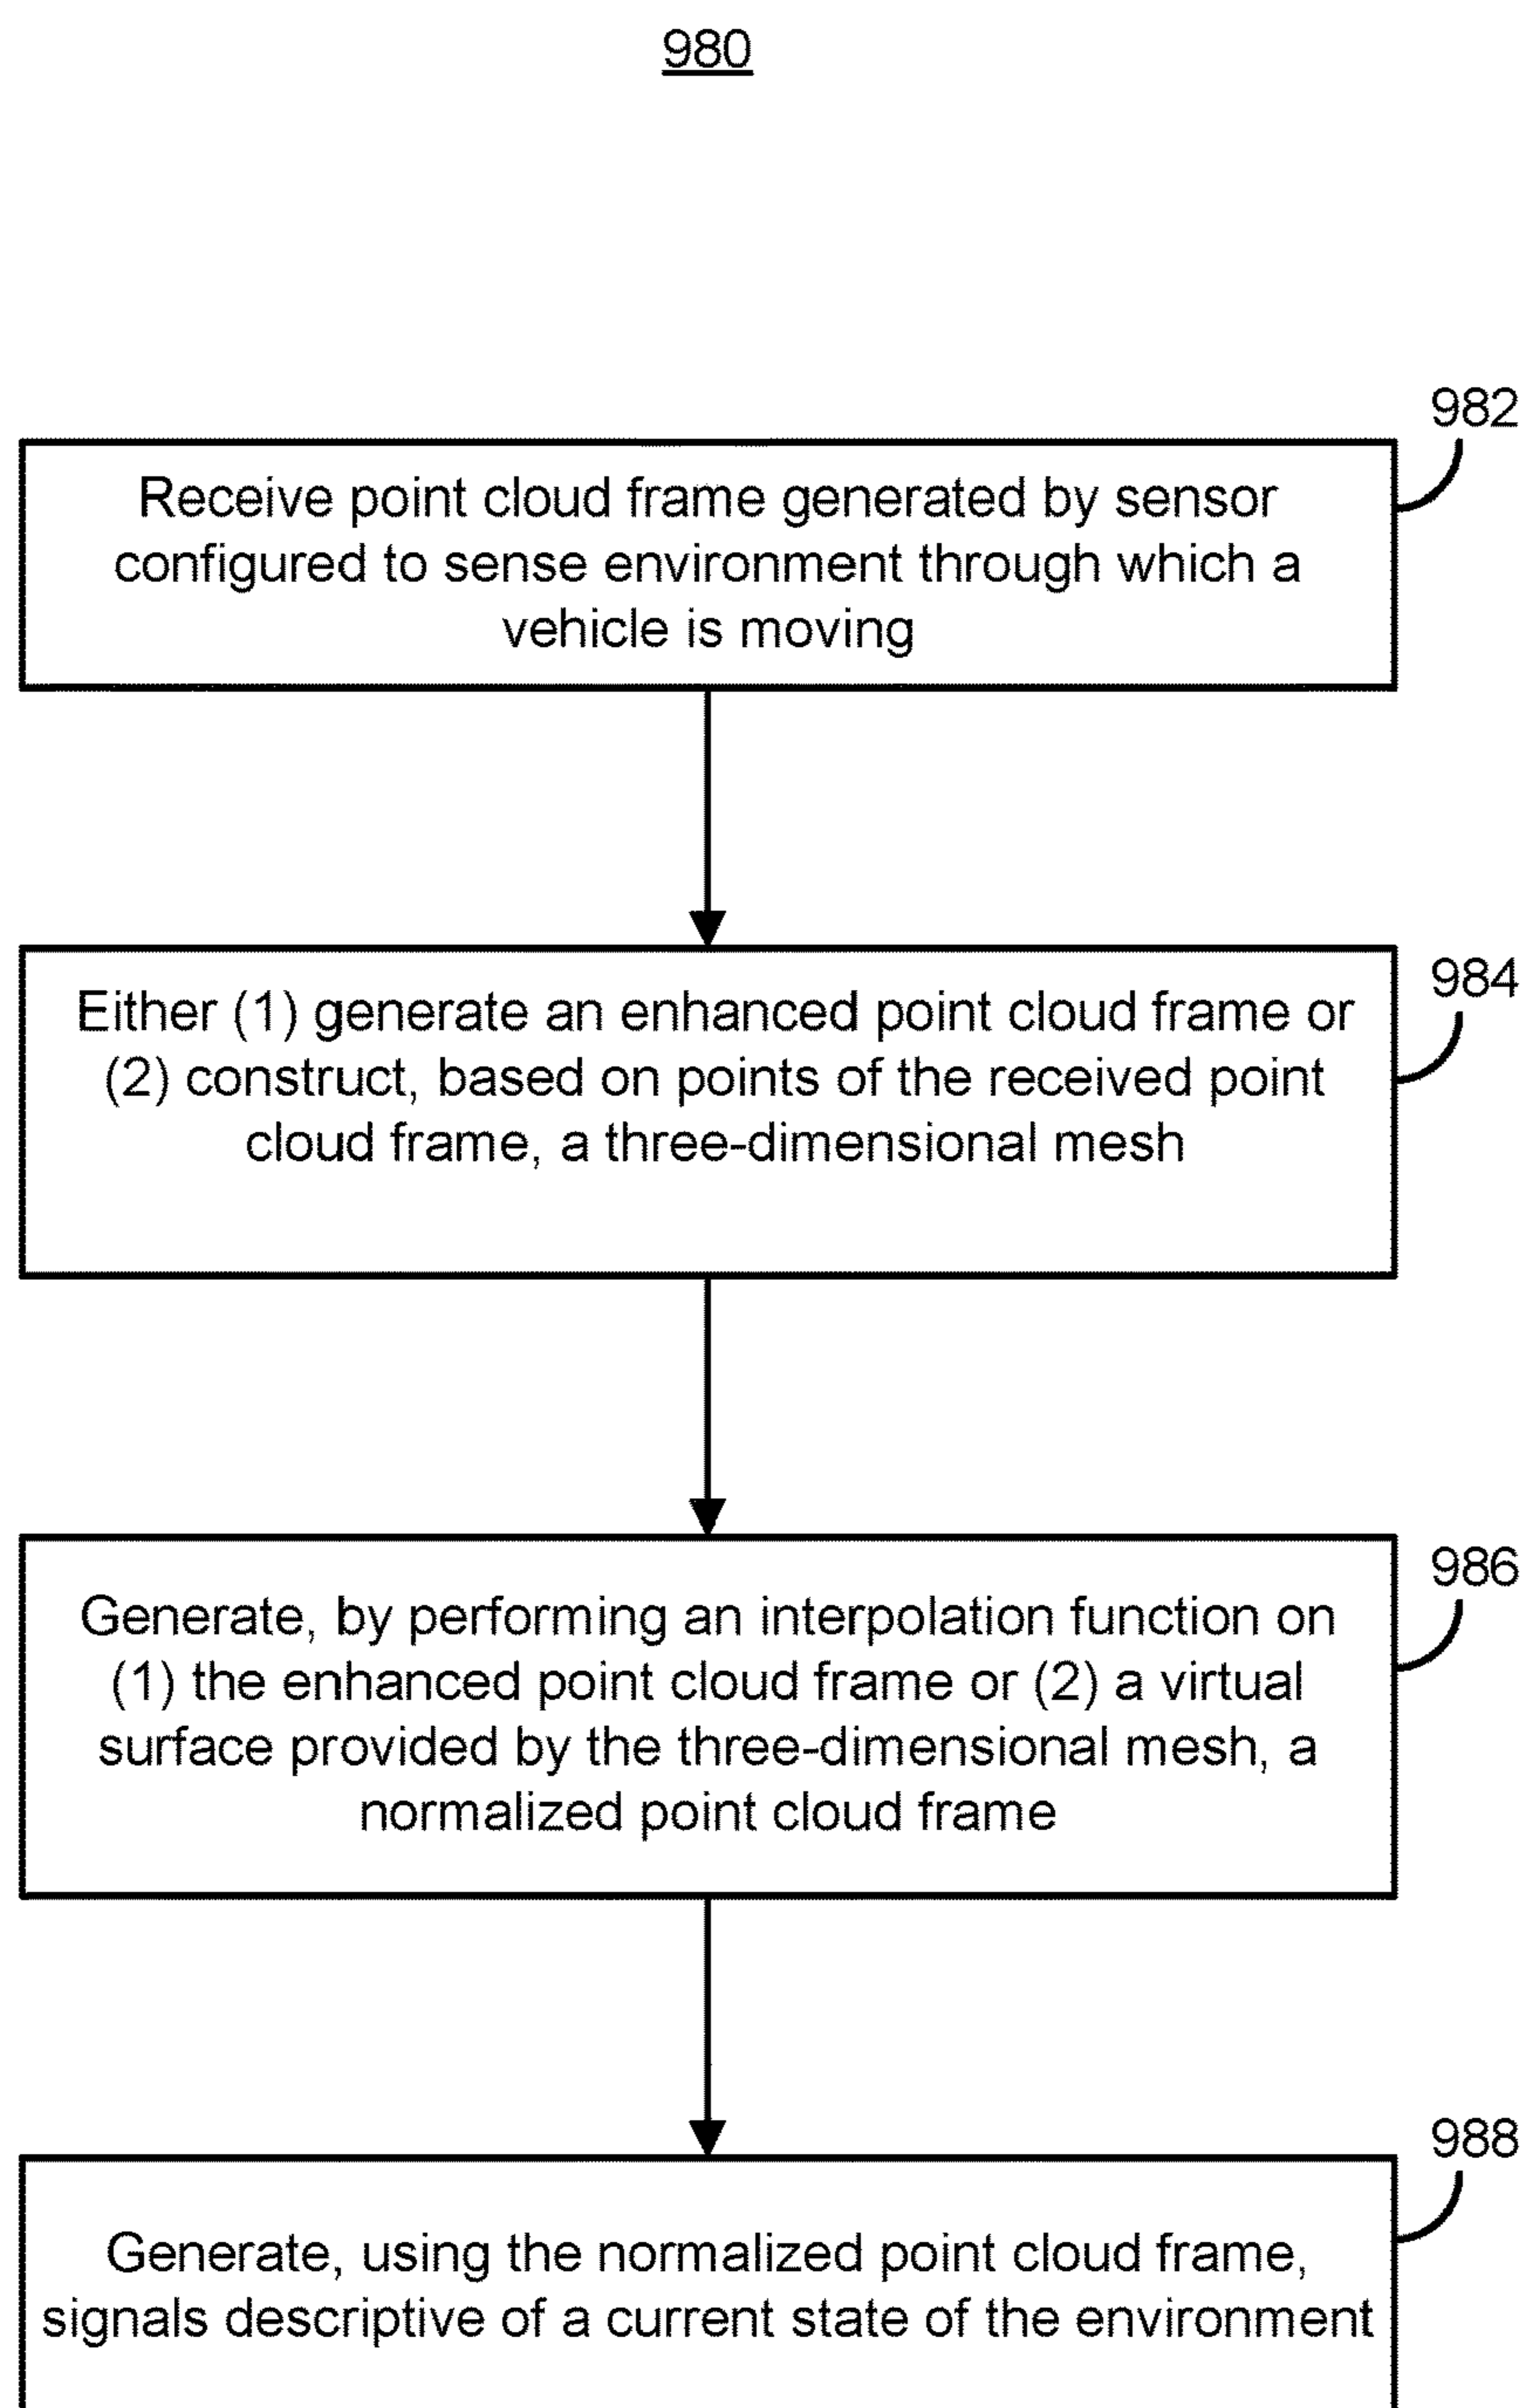 980
982
Receive point cloud frame generated by sensor
configured to sense environment through which a
vehicle is moving
984
Either (1) generate an enhanced point cloud frame or
(2) construct, based on points of the received point
cloud frame, a three-dimensional mesh
986
Generate, by performing an interpolation function on
(1) the enhanced point cloud frame or (2) a virtual
surface provided by the three-dimensional mesh, a
normalized point cloud frame
988
Generate, using the normalized point cloud frame,
signals descriptive of a current state of the environment